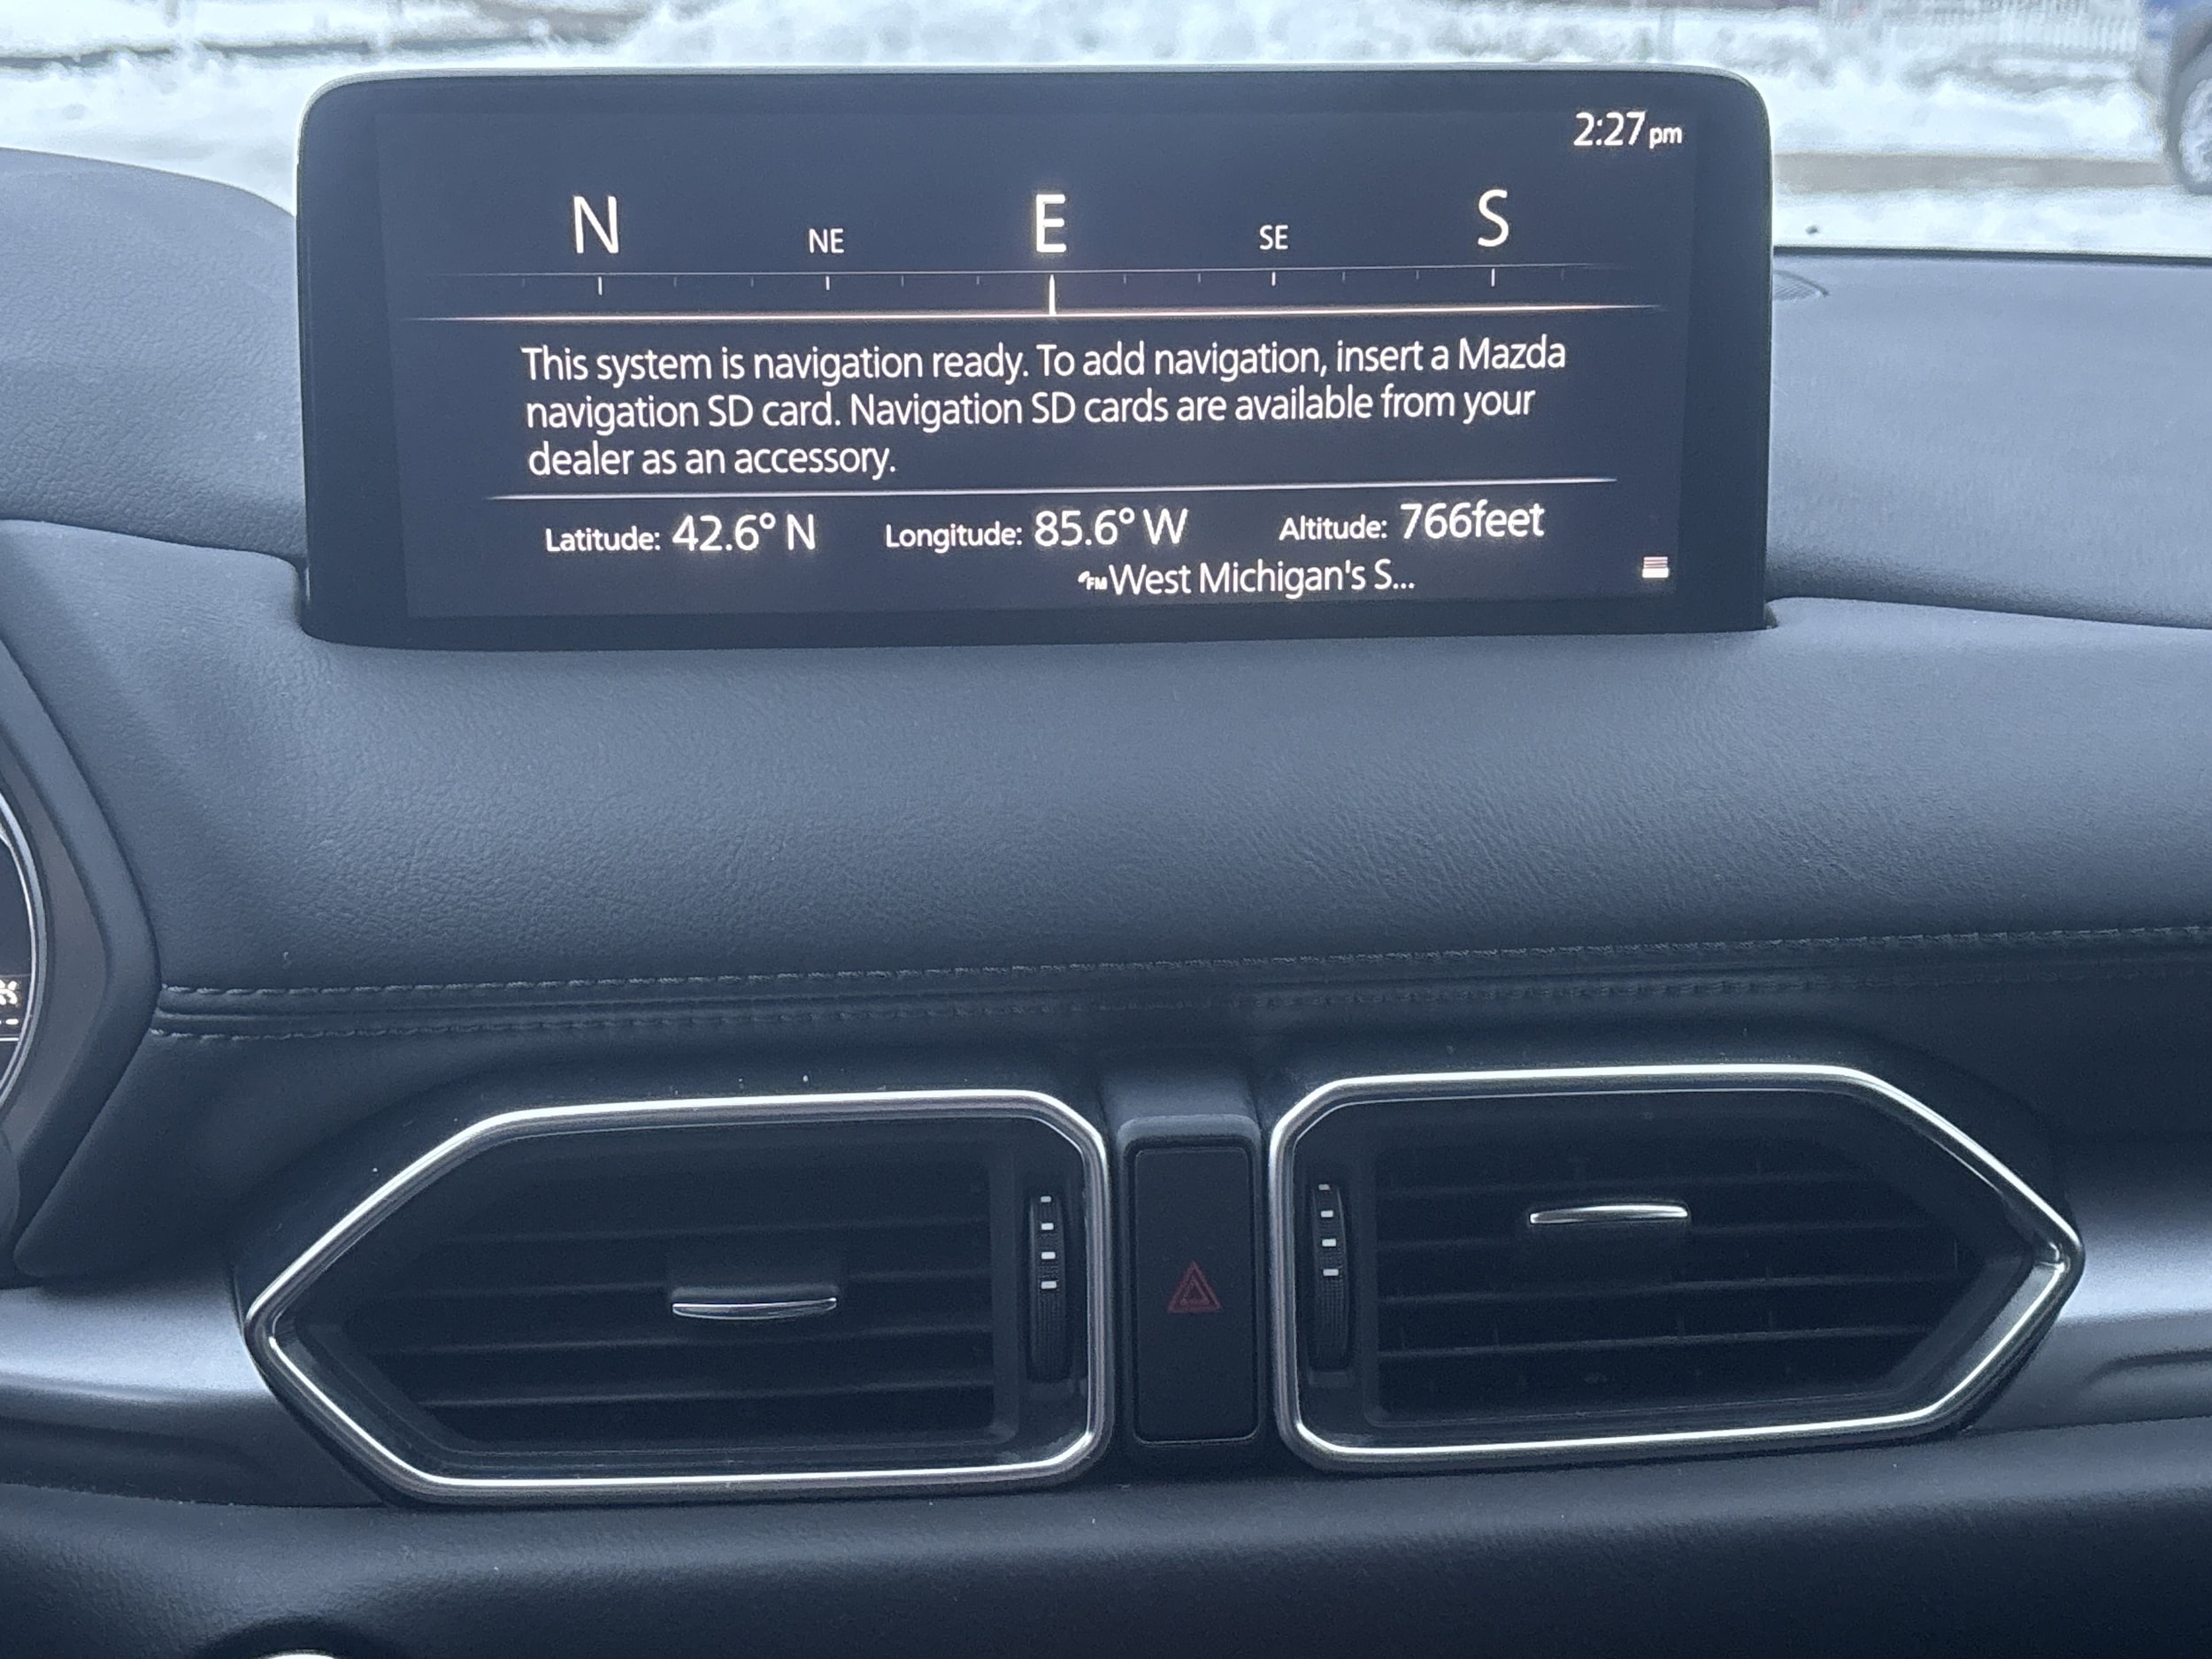 2:27 pm
N NE E SE S
This system is navigation ready. To add navigation, insert a Mazda
navigation SD card. Navigation SD cards are available from your
dealer as an accessory.
Latitude: 42.6° N Longitude: 85.6° W Altitude: 766feet
FM West Michigan's S...